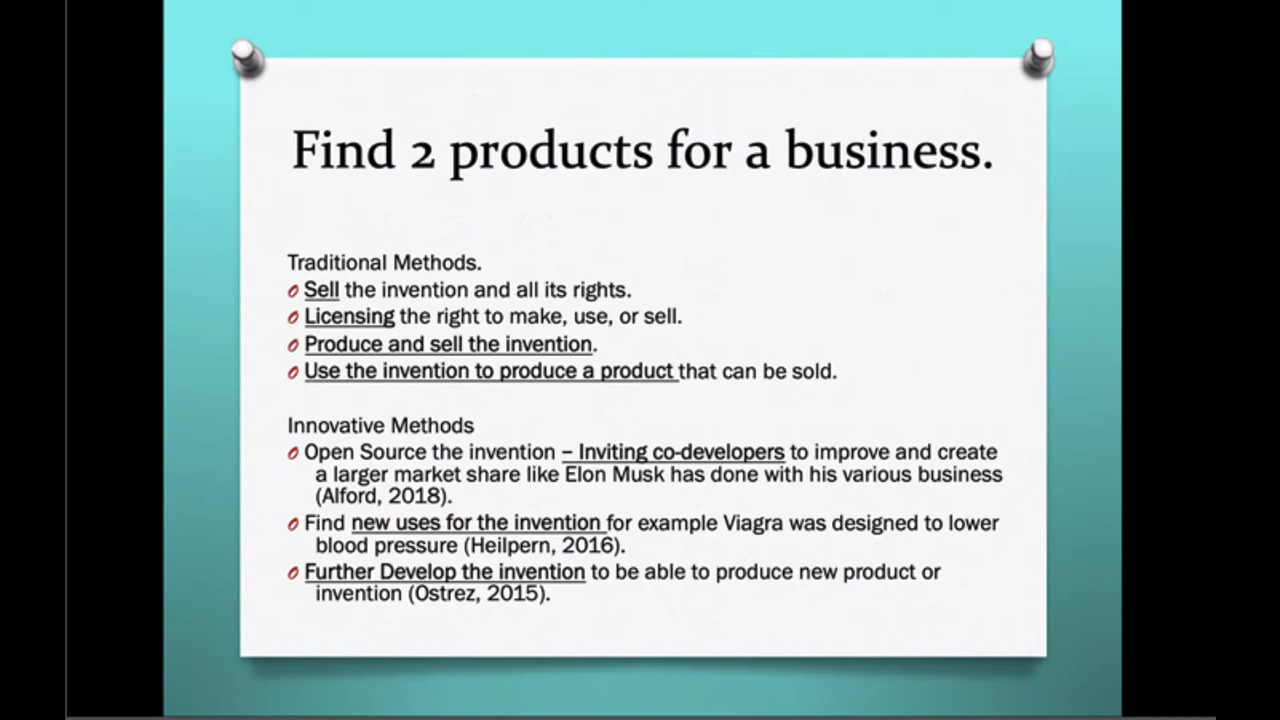 Find 2 products for a business.
Traditional Methods.
Sell the invention and all its rights.
Licensing the right to make, use, or sell.
Produce and sell the invention.
Use the invention to produce a product that can be sold.
Innovative Methods
Open Source the invention – Inviting co-developers to improve and create
a larger market share like Elon Musk has done with his various business
(Alford, 2018).
Find new uses for the invention for example Viagra was designed to lower
blood pressure (Heilpern, 2016).
Further Develop the invention to be able to produce new product or
invention (Ostrez, 2015).